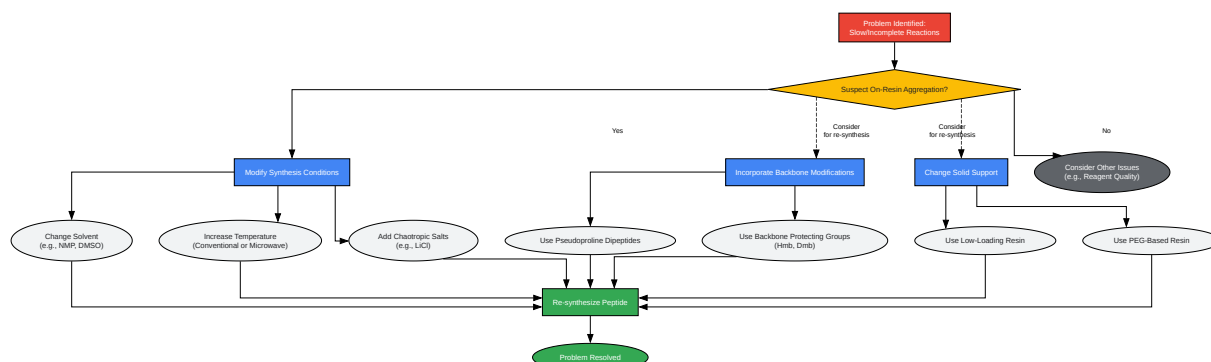 Problem Identified:
Slow/Incomplete Reactions
Suspect On-Resin Aggregation?
Yes
Consider
for re-synthesis
Consider
for re-synthesis
No
Modify Synthesis Conditions
Incorporate Backbone Modifications
Change Solid Support
Consider Other Issues
(e.g., Reagent Quality)
Change Solvent
(e.g., NMP, DMSO)
Increase Temperature
(Conventional or Microwave)
Add Chaotropic Salts
(e.g., LiCl)
Use Pseudoproline Dipeptides
Use Backbone Protecting Groups
(Hmb, Dmb)
Use Low-Loading Resin
Use PEG-Based Resin
Re-synthesize Peptide
Problem Resolved